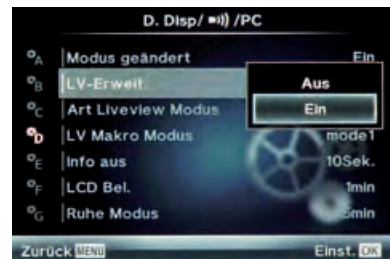 D. Disp/ /PC
A Modus geändert Ein
B LV-Erweit. Aus
C Art Liveview Modus Ein
D LV Makro Modus mode1
E Info aus 10Sek.
F LCD Bel. 1min
G Ruhe Modus min
Zurück MENU Einst. OK